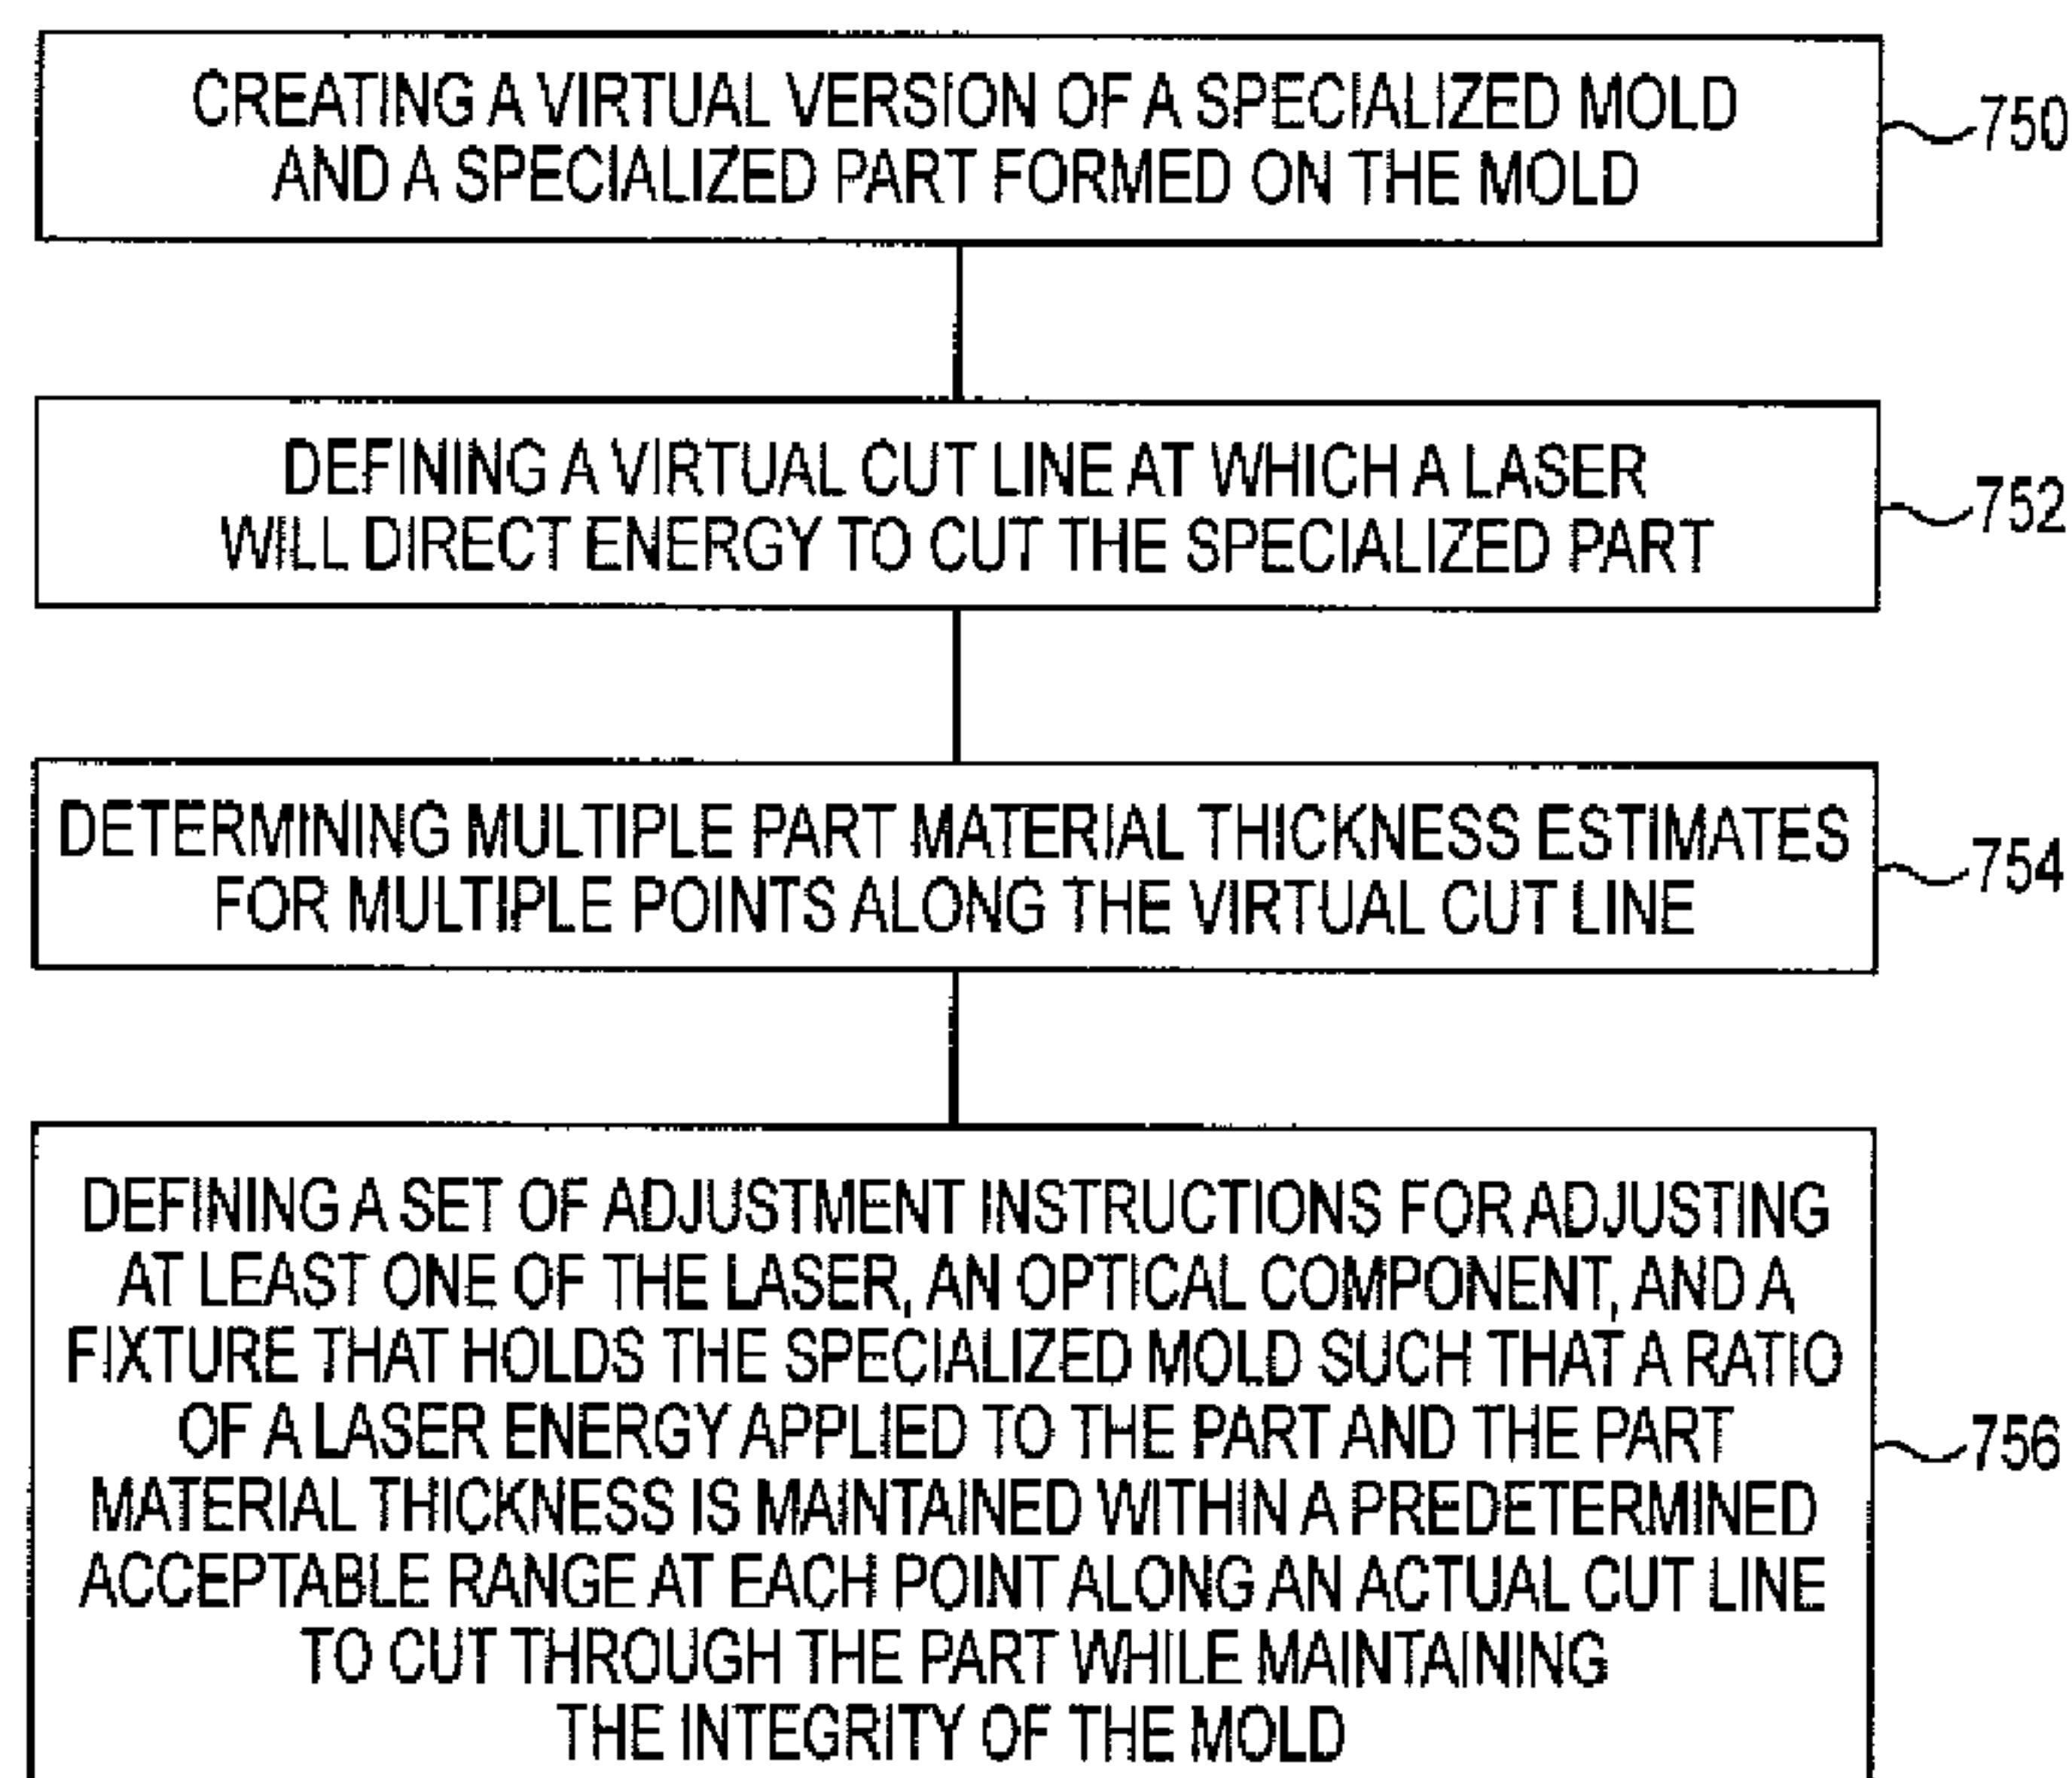 CREATING A VIRTUAL VERSION OF A SPECIALIZED MOLD
AND A SPECIALIZED PART FORMED ON THE MOLD
750
DEFINING A VIRTUAL CUT LINE AT WHICH A LASER
WILL DIRECT ENERGY TO CUT THE SPECIALIZED PART
752
DETERMINING MULTIPLE PART MATERIAL THICKNESS ESTIMATES
FOR MULTIPLE POINTS ALONG THE VIRTUAL CUT LINE
754
DEFINING A SET OF ADJUSTMENT INSTRUCTIONS FOR ADJUSTING
AT LEAST ONE OF THE LASER, AN OPTICAL COMPONENT, AND A
FIXTURE THAT HOLDS THE SPECIALIZED MOLD SUCH THAT A RATIO
OF A LASER ENERGY APPLIED TO THE PART AND THE PART
MATERIAL THICKNESS IS MAINTAINED WITHIN A PREDETERMINED
ACCEPTABLE RANGE AT EACH POINT ALONG AN ACTUAL CUT LINE
TO CUT THROUGH THE PART WHILE MAINTAINING
THE INTEGRITY OF THE MOLD
756